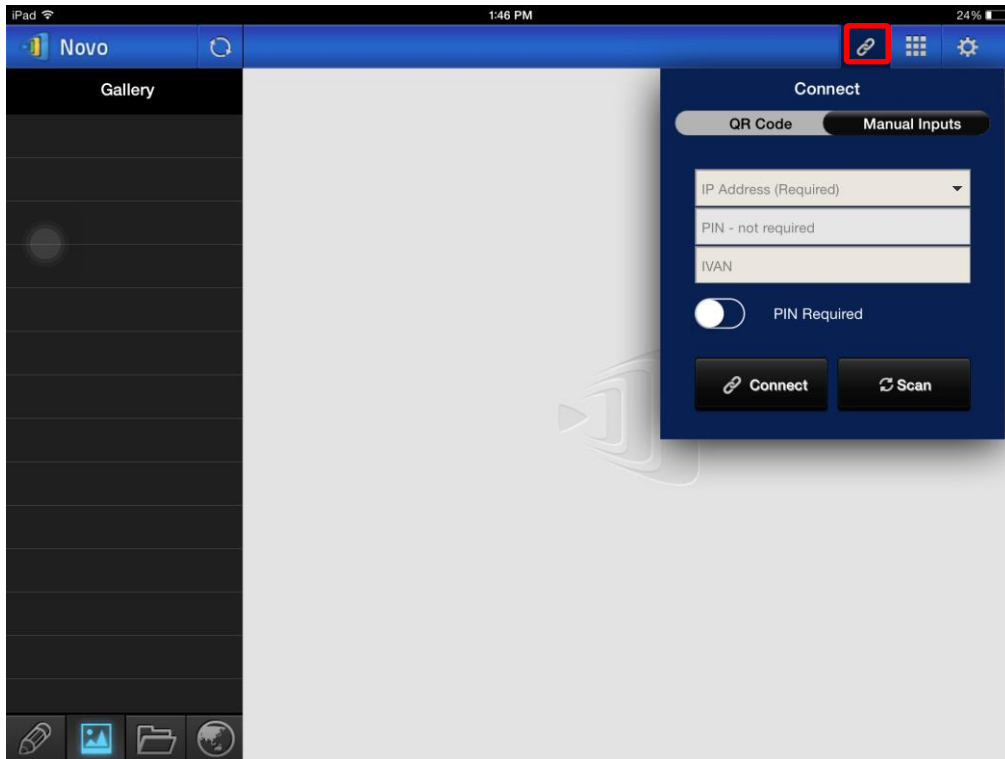 iPad 1:46 PM 24%
Novo
Gallery
Connect
QR Code Manual Inputs
IP Address (Required)
PIN - not required
IVAN
PIN Required
Connect Scan